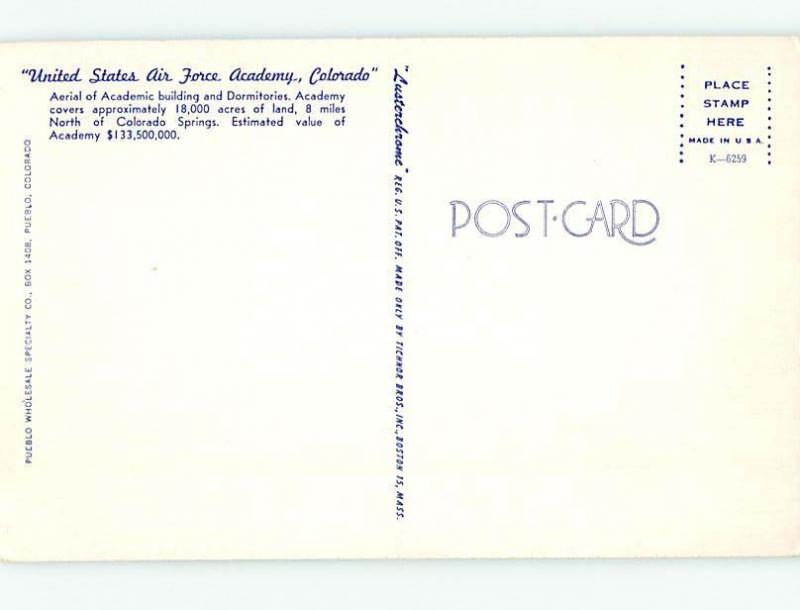 "United States Air Force Academy, Colorado"
Aerial of Academic building and Dormitories. Academy
covers approximately 18,000 acres of land, 8 miles
North of Colorado Springs. Estimated value of
Academy $133,500,000.
PUEBLO WHOLESALE SPECIALTY CO., BOX 1408, PUEBLO, COLORADO
"Lusterchrome" REG. U.S. PAT. OFF. MADE ONLY BY TICHNOR BROS., INC., BOSTON 15, MASS.
POST·CARD
PLACE
STAMP
HERE
MADE IN U S A.
K—6259